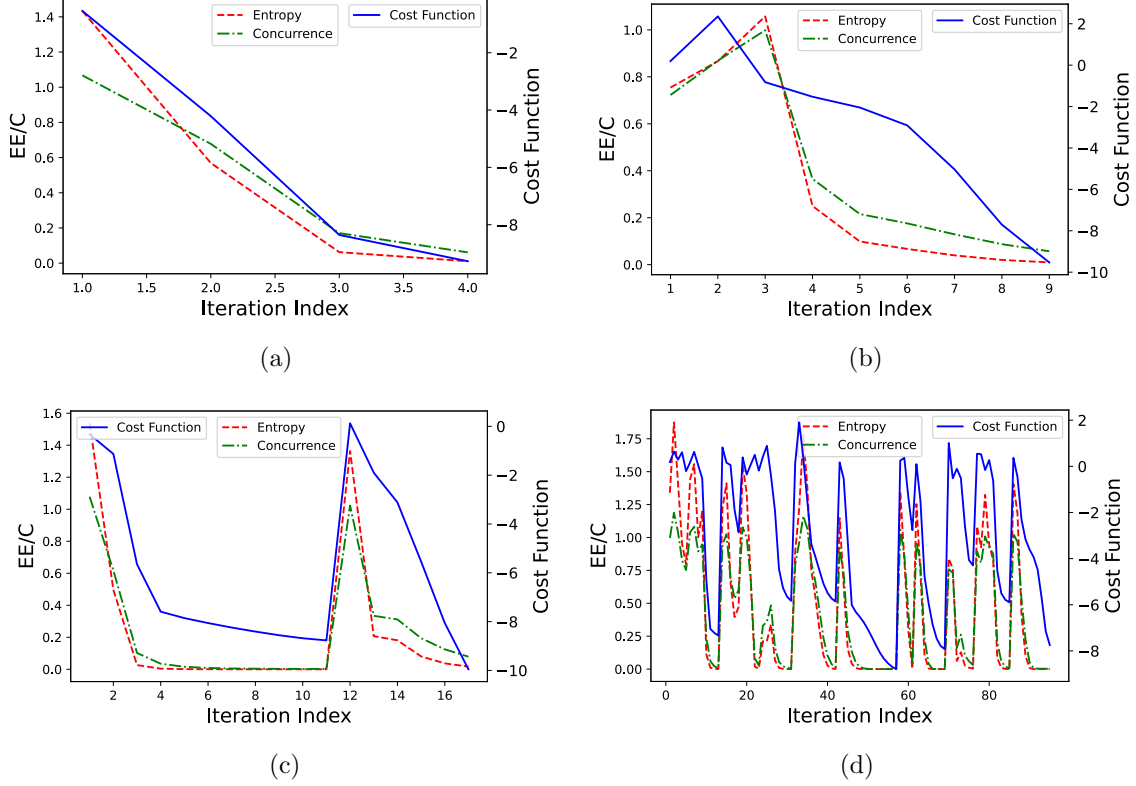 Entropy
Concurrence
Cost Function
EE/C
1.4
1.2
1.0
0.8
0.6
0.4
0.2
0.0
−2
−4
−6
−8
Cost Function
1.0 1.5 2.0 2.5 3.0 3.5 4.0
Iteration Index
(a)
Entropy
Concurrence
Cost Function
EE/C
1.0
0.8
0.6
0.4
0.2
0.0
2
0
−2
−4
−6
−8
−10
Cost Function
1 2 3 4 5 6 7 8 9
Iteration Index
(b)
Cost Function
Entropy
Concurrence
EE/C
1.6
1.4
1.2
1.0
0.8
0.6
0.4
0.2
0.0
0
−2
−4
−6
−8
−10
Cost Function
2 4 6 8 10 12 14 16
Iteration Index
(c)
Entropy
Concurrence
Cost Function
EE/C
1.75
1.50
1.25
1.00
0.75
0.50
0.25
0.00
2
0
−2
−4
−6
−8
Cost Function
0 20 40 60 80
Iteration Index
(d)